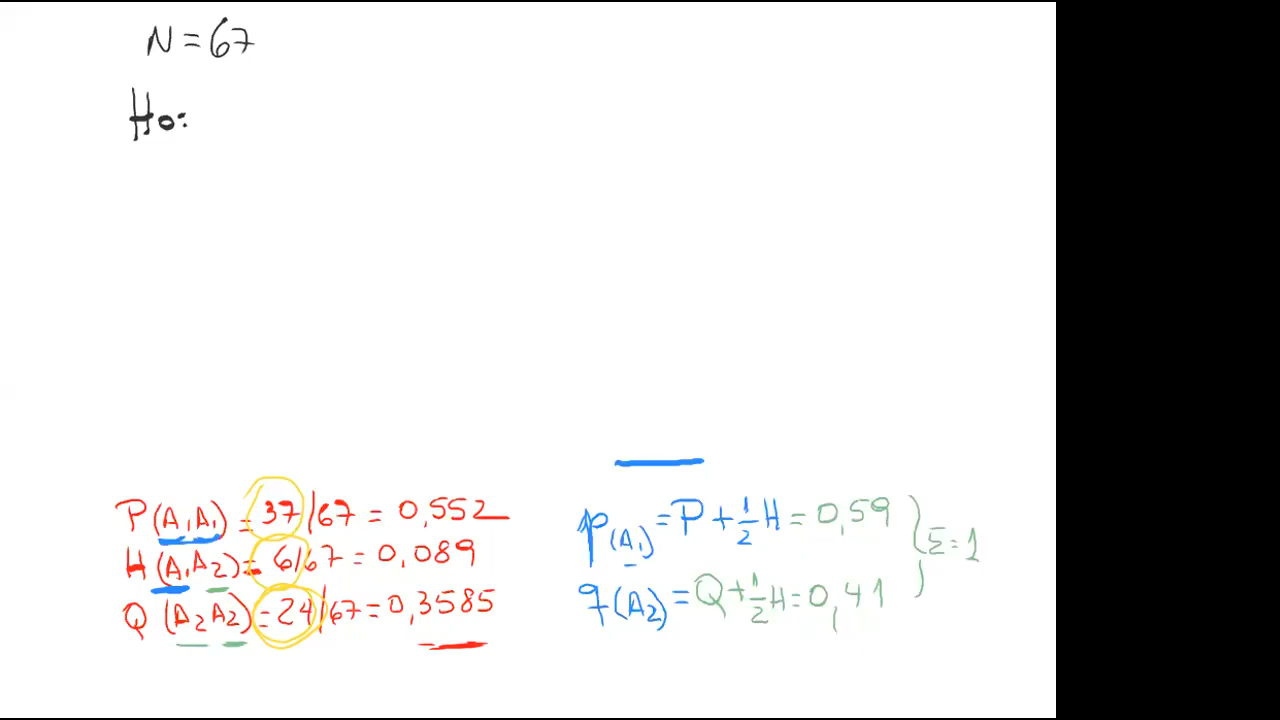 N = 67
Ho:
P (A₁A₁) = 37/67 = 0,552
H (A₁A₂) = 6/67 = 0,089
Q (A₂A₂) = 24/67 = 0,3585
p(A₁) = P + 1/2 H = 0,59
q(A₂) = Q + 1/2 H = 0,41
Σ = 1